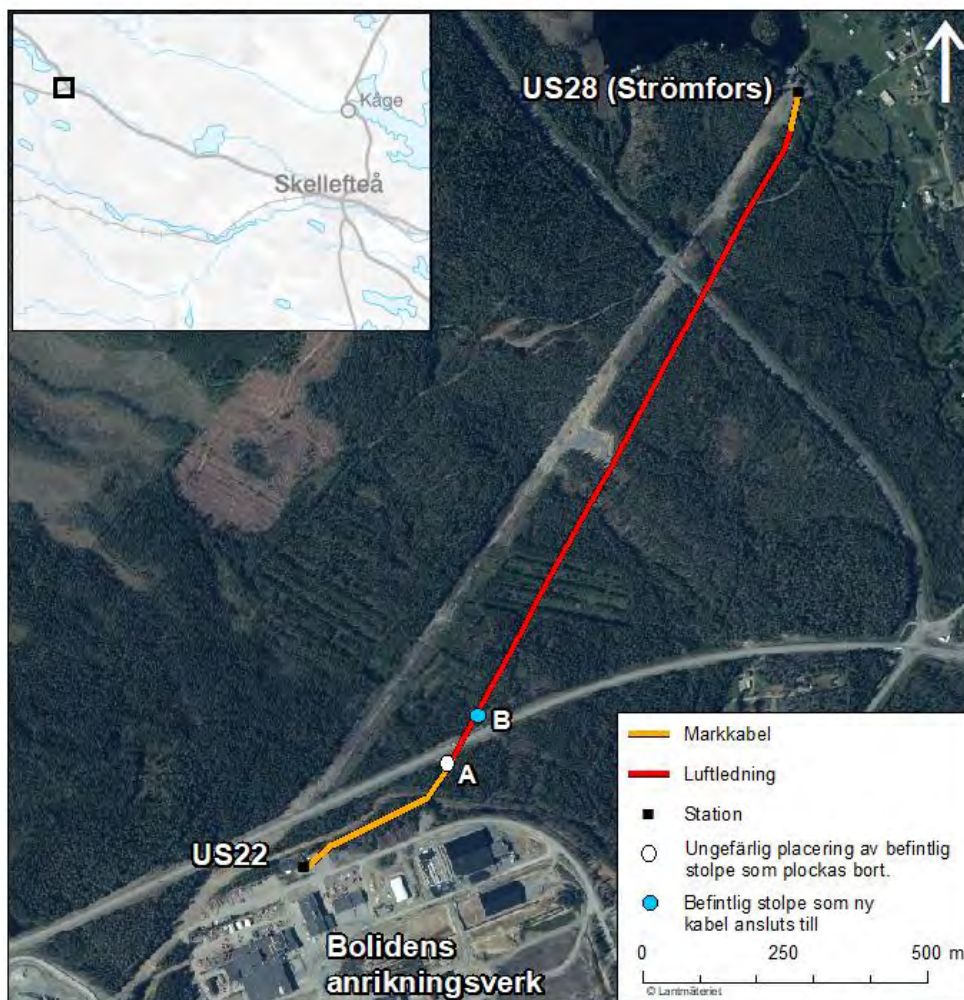 US28 (Strömfors)
Kåge
Skellefteå
B
A
US22
Bolidens
anrikningsverk
Markkabel
Luftledning
Station
Ungefärlig placering av befintlig
stolpe som plockas bort.
Befintlig stolpe som ny
kabel ansluts till
0 250 500 m
© Lantmäteriet